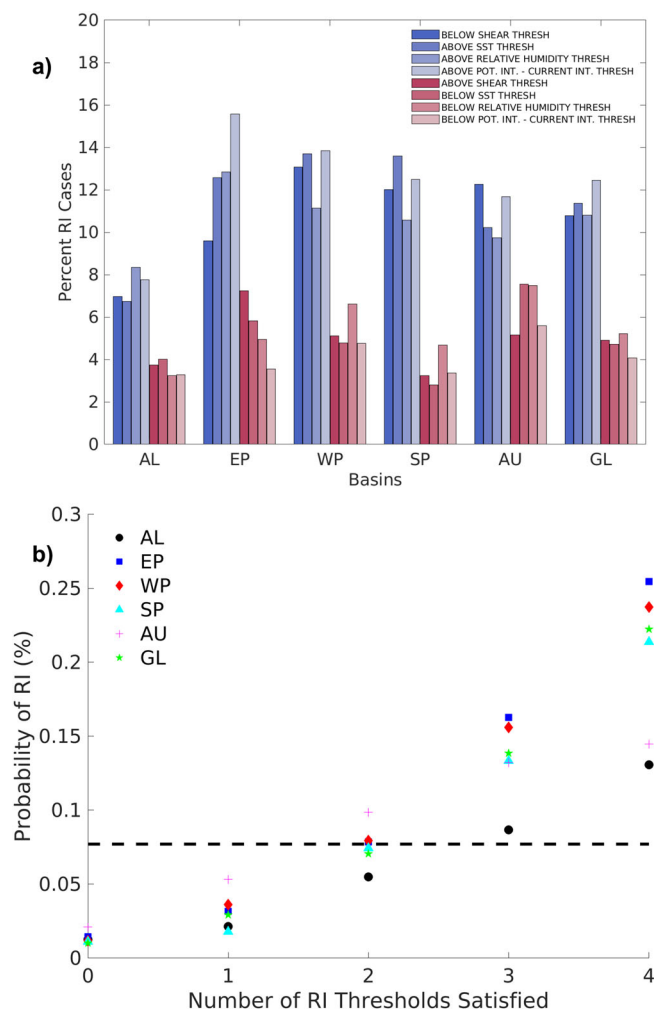 a)
20
18
16
14
12
10
8
6
4
2
0
Percent RI Cases
BELOW SHEAR THRESH
ABOVE SST THRESH
ABOVE RELATIVE HUMIDITY THRESH
ABOVE POT. INT. - CURRENT INT. THRESH
ABOVE SHEAR THRESH
BELOW SST THRESH
BELOW RELATIVE HUMIDITY THRESH
BELOW POT. INT. - CURRENT INT. THRESH
AL EP WP SP AU GL
Basins
b)
0.3
0.25
0.2
0.15
0.1
0.05
0
Probability of RI (%)
AL
EP
WP
SP
AU
GL
0 1 2 3 4
Number of RI Thresholds Satisfied